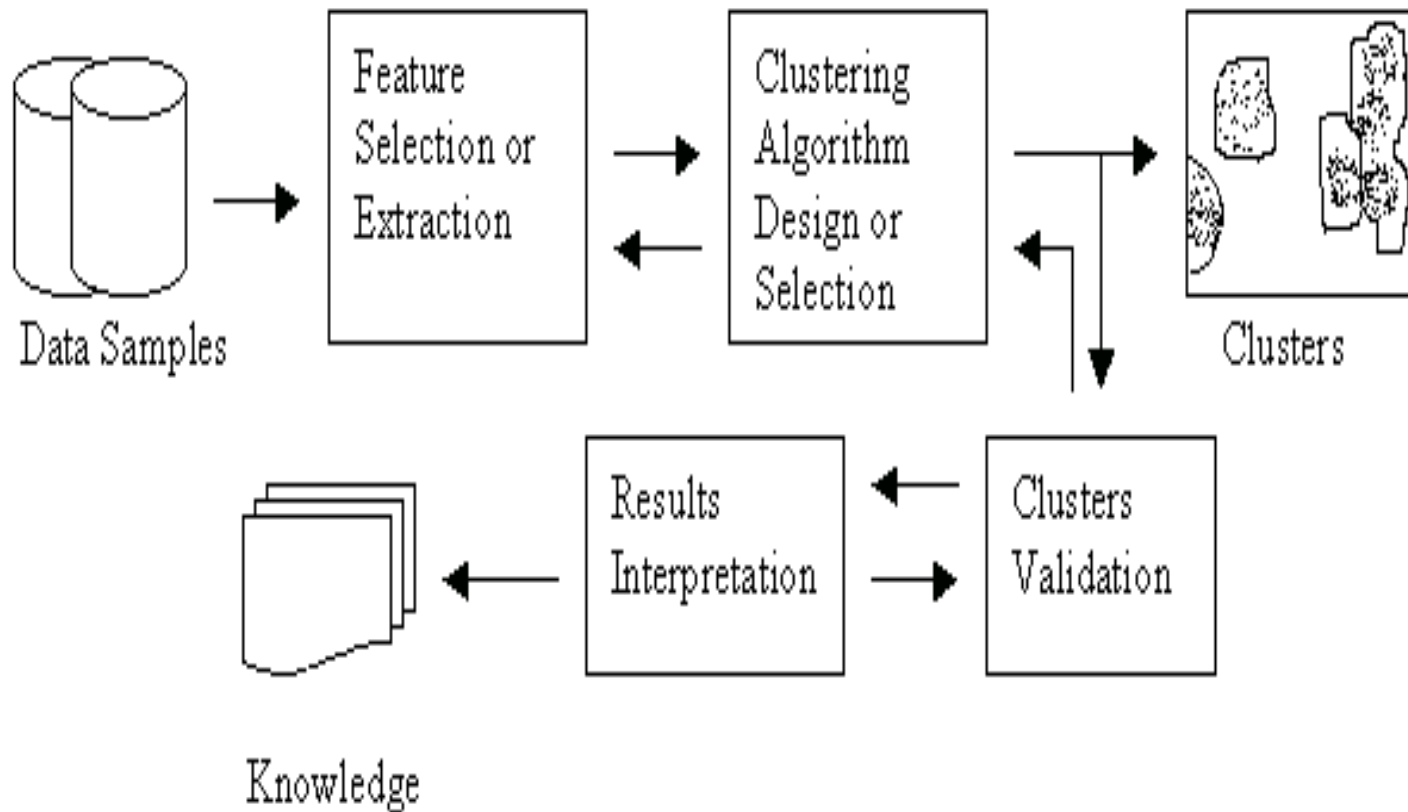 Feature
Selection or
Extraction
Clustering
Algorithm
Design or
Selection
Data Samples
Clusters
Results
Interpretation
Clusters
Validation
Knowledge